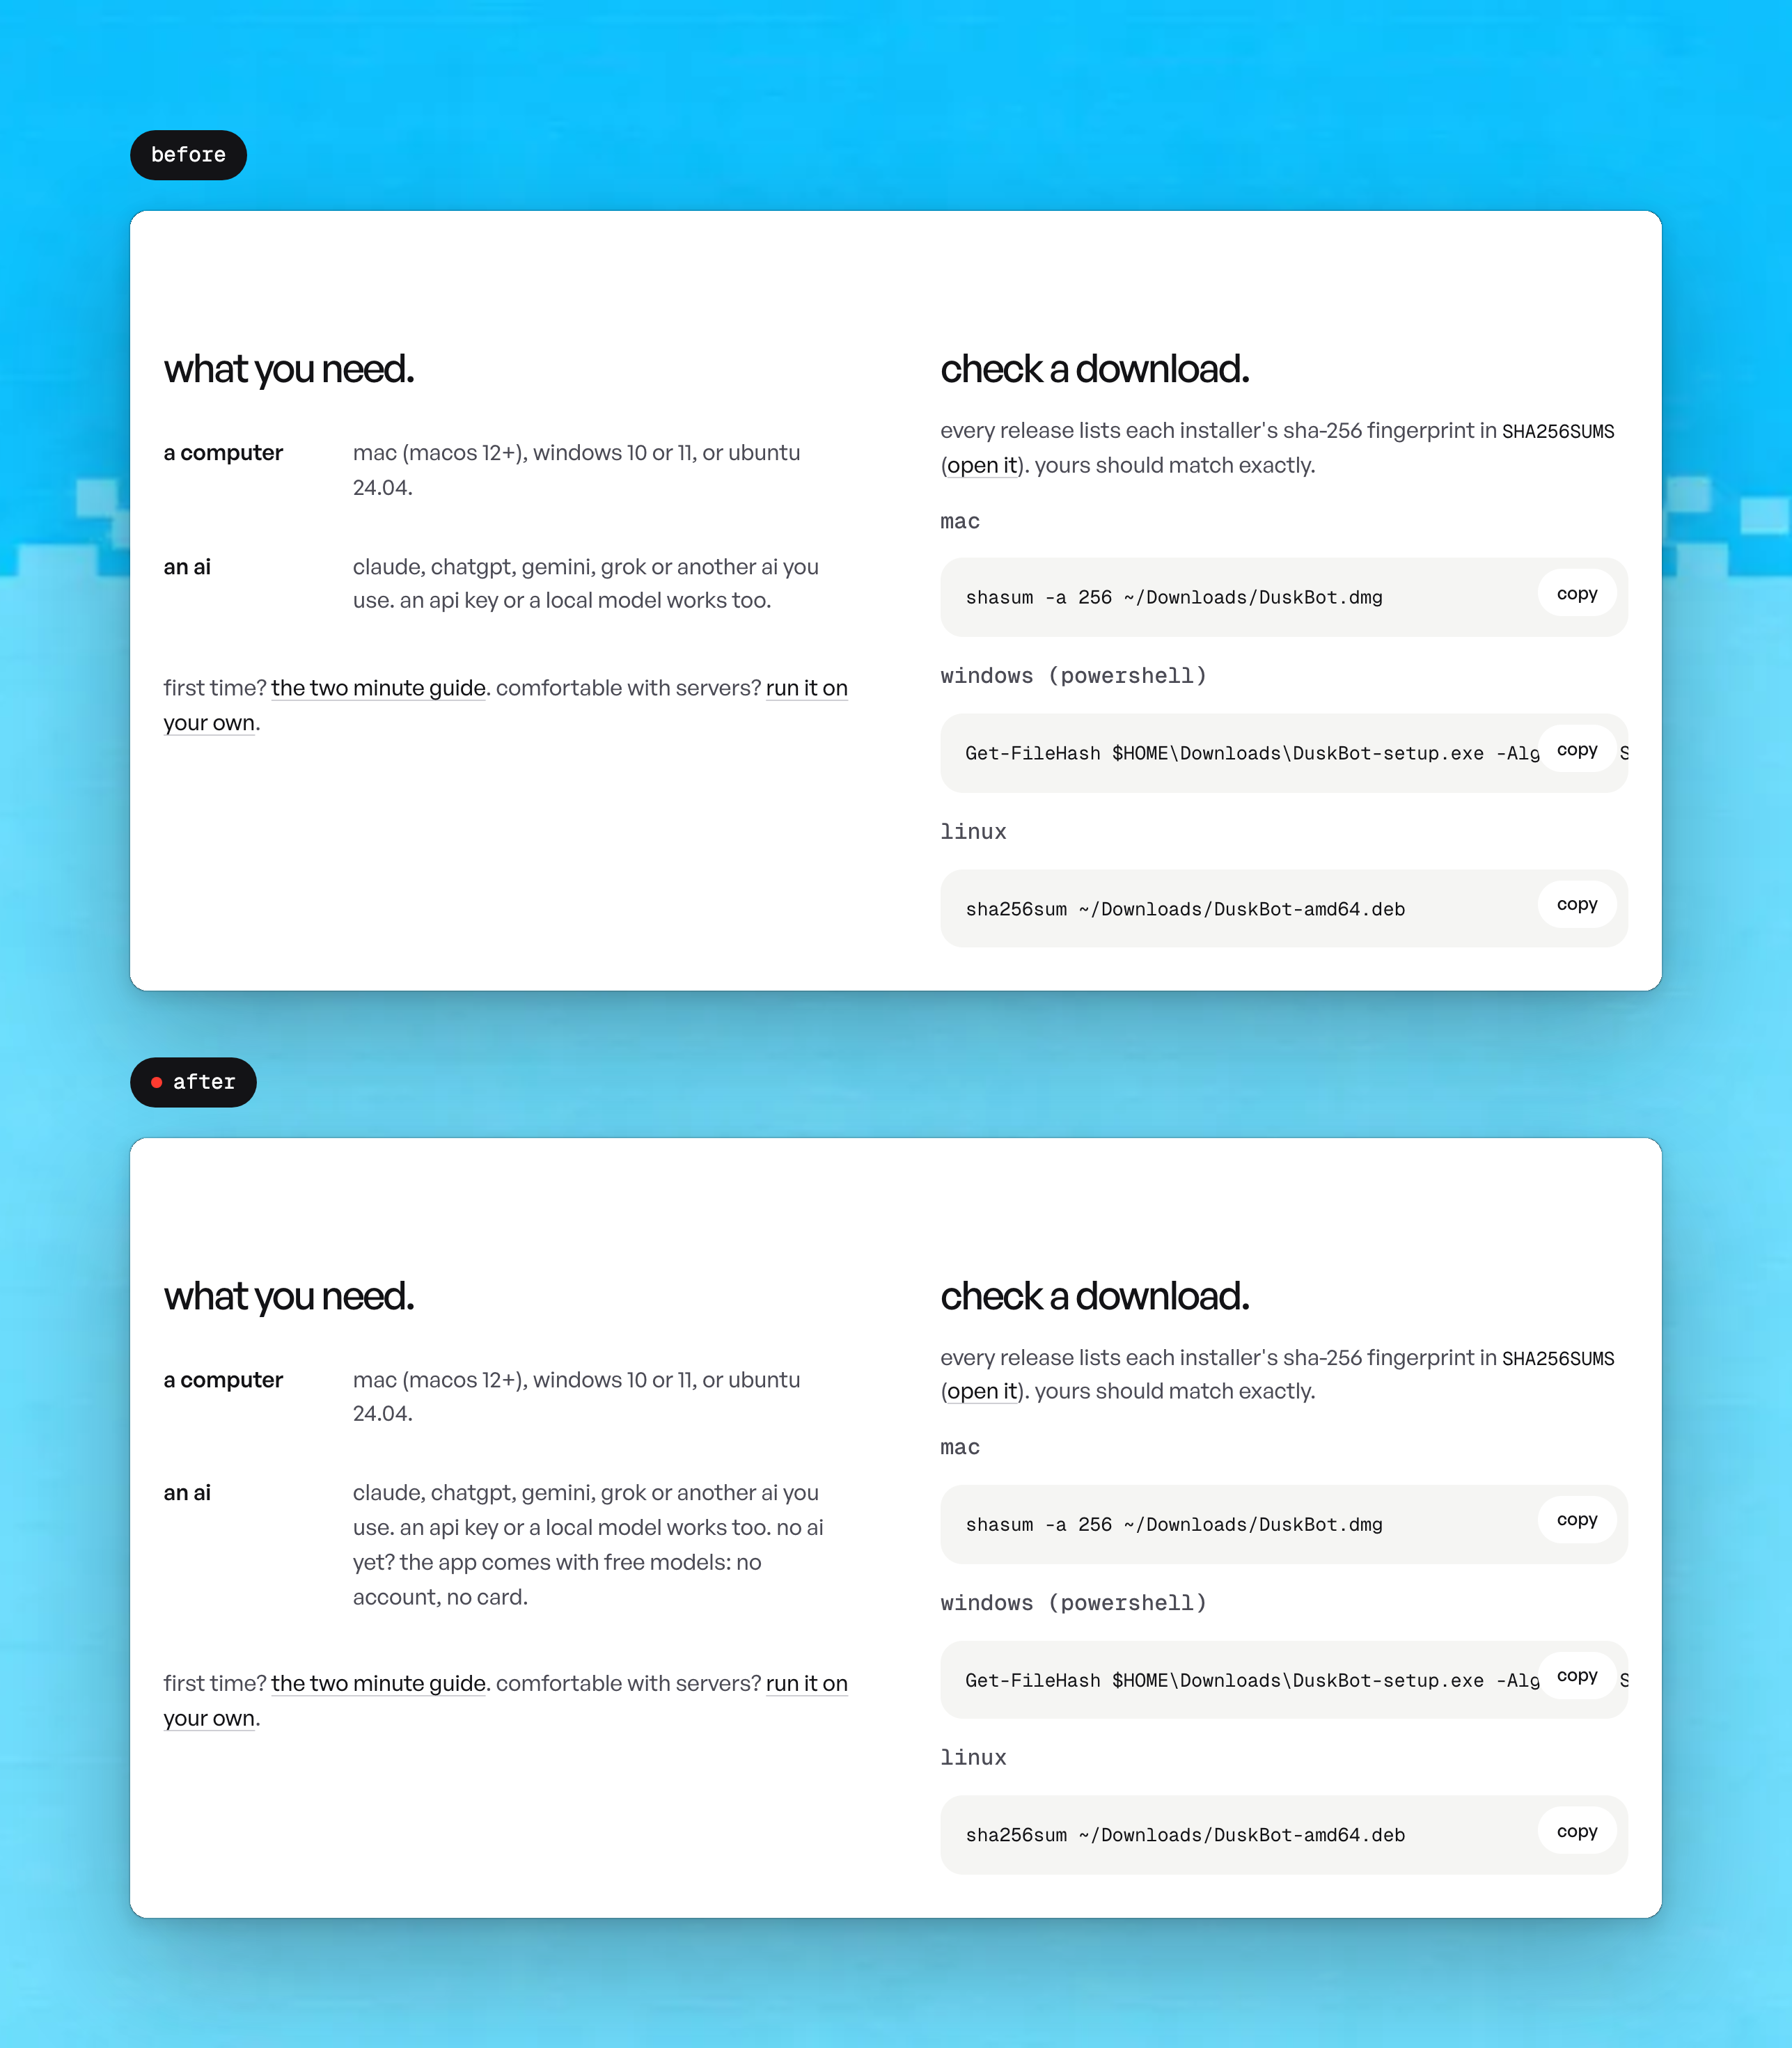 before
what you need.
a computer
mac (macos 12+), windows 10 or 11, or ubuntu
24.04.
an ai
claude, chatgpt, gemini, grok or another ai you
use. an api key or a local model works too.
first time? the two minute guide. comfortable with servers? run it on
your own.
check a download.
every release lists each installer's sha-256 fingerprint in SHA256SUMS
(open it). yours should match exactly.
mac
shasum -a 256 ~/Downloads/DuskBot.dmg
copy
windows (powershell)
Get-FileHash $HOME\Downloads\DuskBot-setup.exe -Alg
copy
linux
sha256sum ~/Downloads/DuskBot-amd64.deb
copy
after
what you need.
a computer
mac (macos 12+), windows 10 or 11, or ubuntu
24.04.
an ai
claude, chatgpt, gemini, grok or another ai you
use. an api key or a local model works too. no ai
yet? the app comes with free models: no
account, no card.
first time? the two minute guide. comfortable with servers? run it on
your own.
check a download.
every release lists each installer's sha-256 fingerprint in SHA256SUMS
(open it). yours should match exactly.
mac
shasum -a 256 ~/Downloads/DuskBot.dmg
copy
windows (powershell)
Get-FileHash $HOME\Downloads\DuskBot-setup.exe -Alg
copy
linux
sha256sum ~/Downloads/DuskBot-amd64.deb
copy